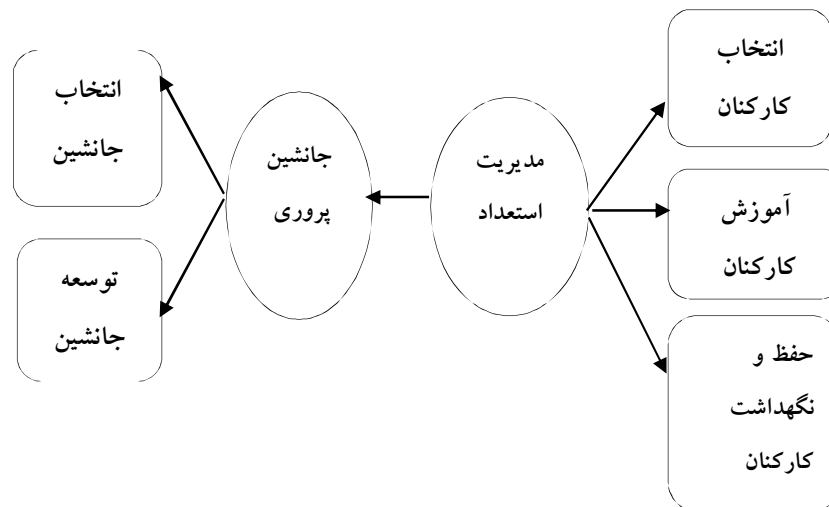 انتخاب
کارکنان
آموزش
کارکنان
حفظ و
نگهداشت
کارکنان
مدیریت
استعداد
جانشین
پروری
انتخاب
جانشین
توسعه
جانشین